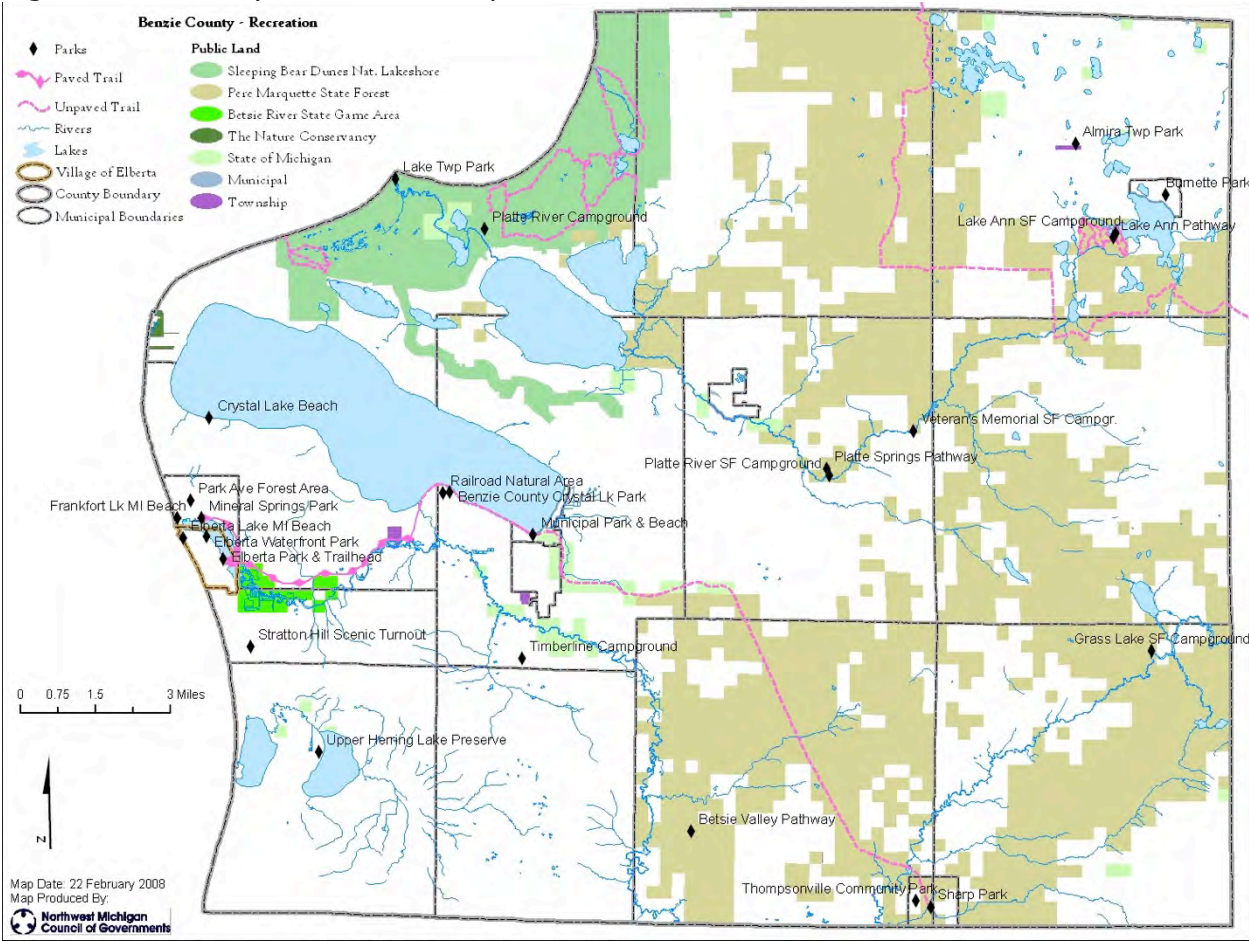 Benzie County - Recreation
Parks
Paved Trail
Unpaved Trail
Rivers
Lakes
Village of Elberta
County Boundary
Municipal Boundaries
Public Land
Sleeping Bear Dunes Nat. Lakeshore
Pere Marquette State Forest
Betsie River State Game Area
The Nature Conservancy
State of Michigan
Municipal
Township
Lake Twp Park
Platte River Campground
Almira Twp Park
Burnette Park
Lake Ann SF Campground
Lake Ann Pathway
Crystal Lake Beach
Veteran's Memorial SF Campgr.
Platte River SF Campground
Platte Springs Pathway
Railroad Natural Area
Benzie County Crystal Lk Park
Municipal Park & Beach
Park Ave Forest Area
Frankfort Lk MI Beach
Mineral Springs Park
Elberta Lake MI Beach
Elberta Waterfront Park
Elberta Park & Trailhead
Stratton Hill Scenic Turnout
Timberline Campground
Grass Lake SF Campground
0 0.75 1.5 3 Miles
Upper Herring Lake Preserve
Betsie Valley Pathway
N
Thompsonville Community Park
Sharp Park
Map Date: 22 February 2008
Map Produced By:
Northwest Michigan
Council of Governments